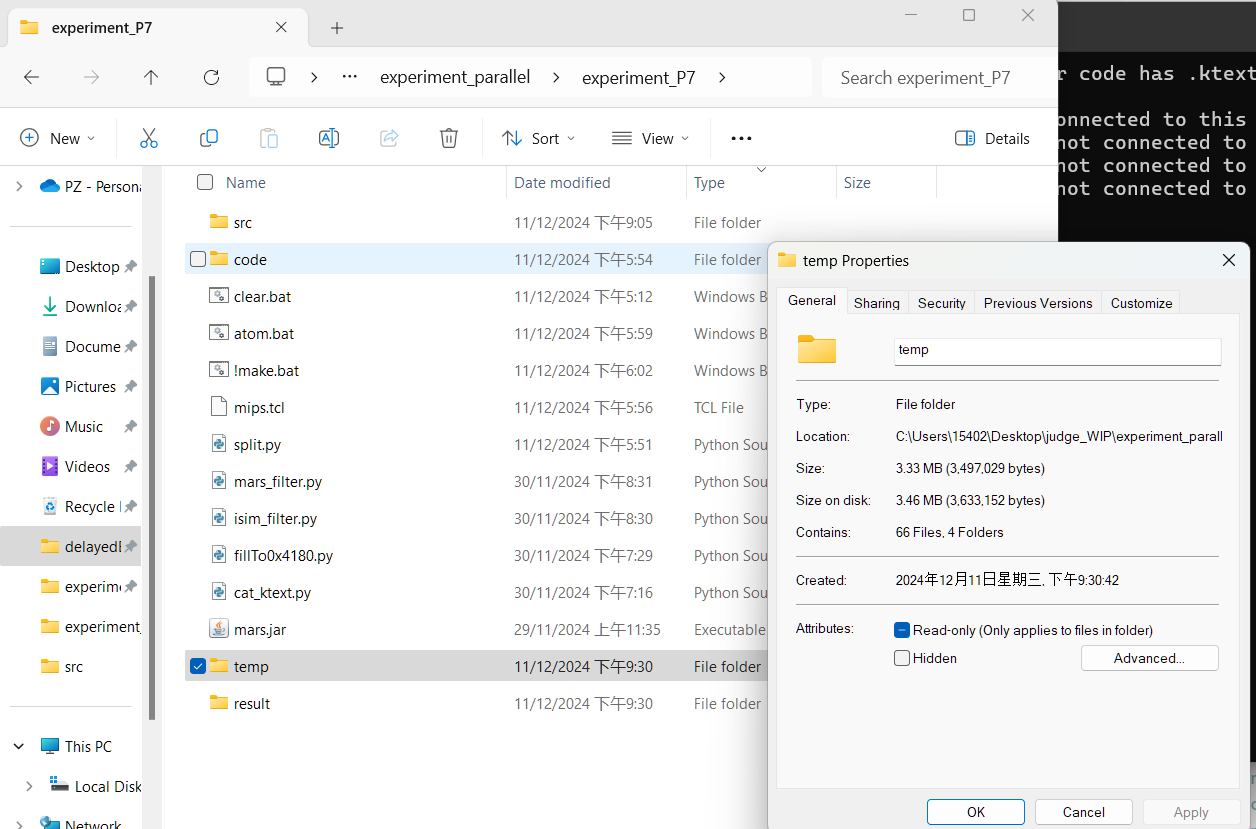 experiment_P7
... experiment_parallel > experiment_P7 >
Search experiment_P7
New
Sort
View
Details
PZ - Persona
Desktop
Downloa
Docume
Pictures
Music
Videos
Recycle
delayed
experime
experiment_
src
This PC
Local Disk
Network
Name Date modified Type Size
src 11/12/2024 下午9:05 File folder
code 11/12/2024 下午5:54 File folder
clear.bat 11/12/2024 下午5:12 Windows B
atom.bat 11/12/2024 下午5:59 Windows B
!make.bat 11/12/2024 下午6:02 Windows B
mips.tcl 11/12/2024 下午5:56 TCL File
split.py 11/12/2024 下午5:51 Python Sou
mars_filter.py 30/11/2024 下午8:31 Python Sou
isim_filter.py 30/11/2024 下午8:30 Python Sou
fillTo0x4180.py 30/11/2024 下午7:29 Python Sou
cat_ktext.py 30/11/2024 下午7:16 Python Sou
mars.jar 29/11/2024 上午11:35 Executable
temp 11/12/2024 下午9:30 File folder
result 11/12/2024 下午9:30 File folder
r code has .ktext
onnected to this
not connected to
not connected to
not connected to
temp Properties
General Sharing Security Previous Versions Customize
temp
Type: File folder
Location: C:\Users\15402\Desktop\judge_WIP\experiment_parall
Size: 3.33 MB (3,497,029 bytes)
Size on disk: 3.46 MB (3,633,152 bytes)
Contains: 66 Files, 4 Folders
Created: 2024年12月11日星期三, 下午9:30:42
Attributes: Read-only (Only applies to files in folder)
Hidden
Advanced...
OK Cancel Apply